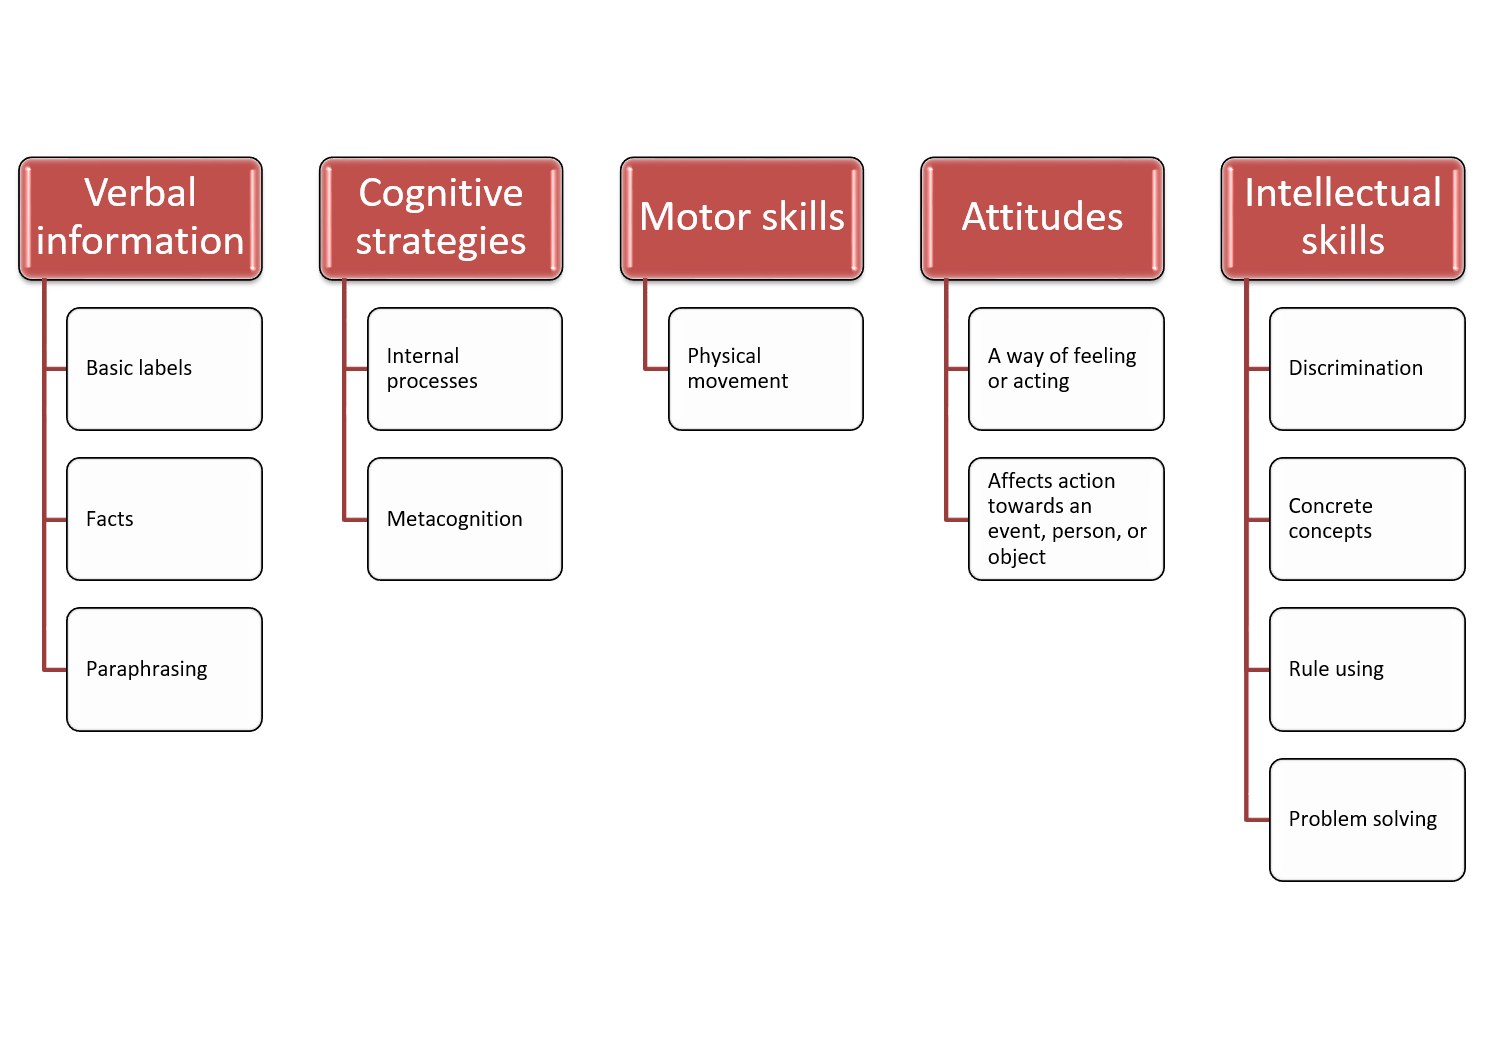 Verbal
information
Basic labels
Facts
Paraphrasing
Cognitive
strategies
Internal
processes
Metacognition
Motor skills
Physical
movement
Attitudes
A way of feeling
or acting
Affects action
towards an
event, person, or
object
Intellectual
skills
Discrimination
Concrete
concepts
Rule using
Problem solving